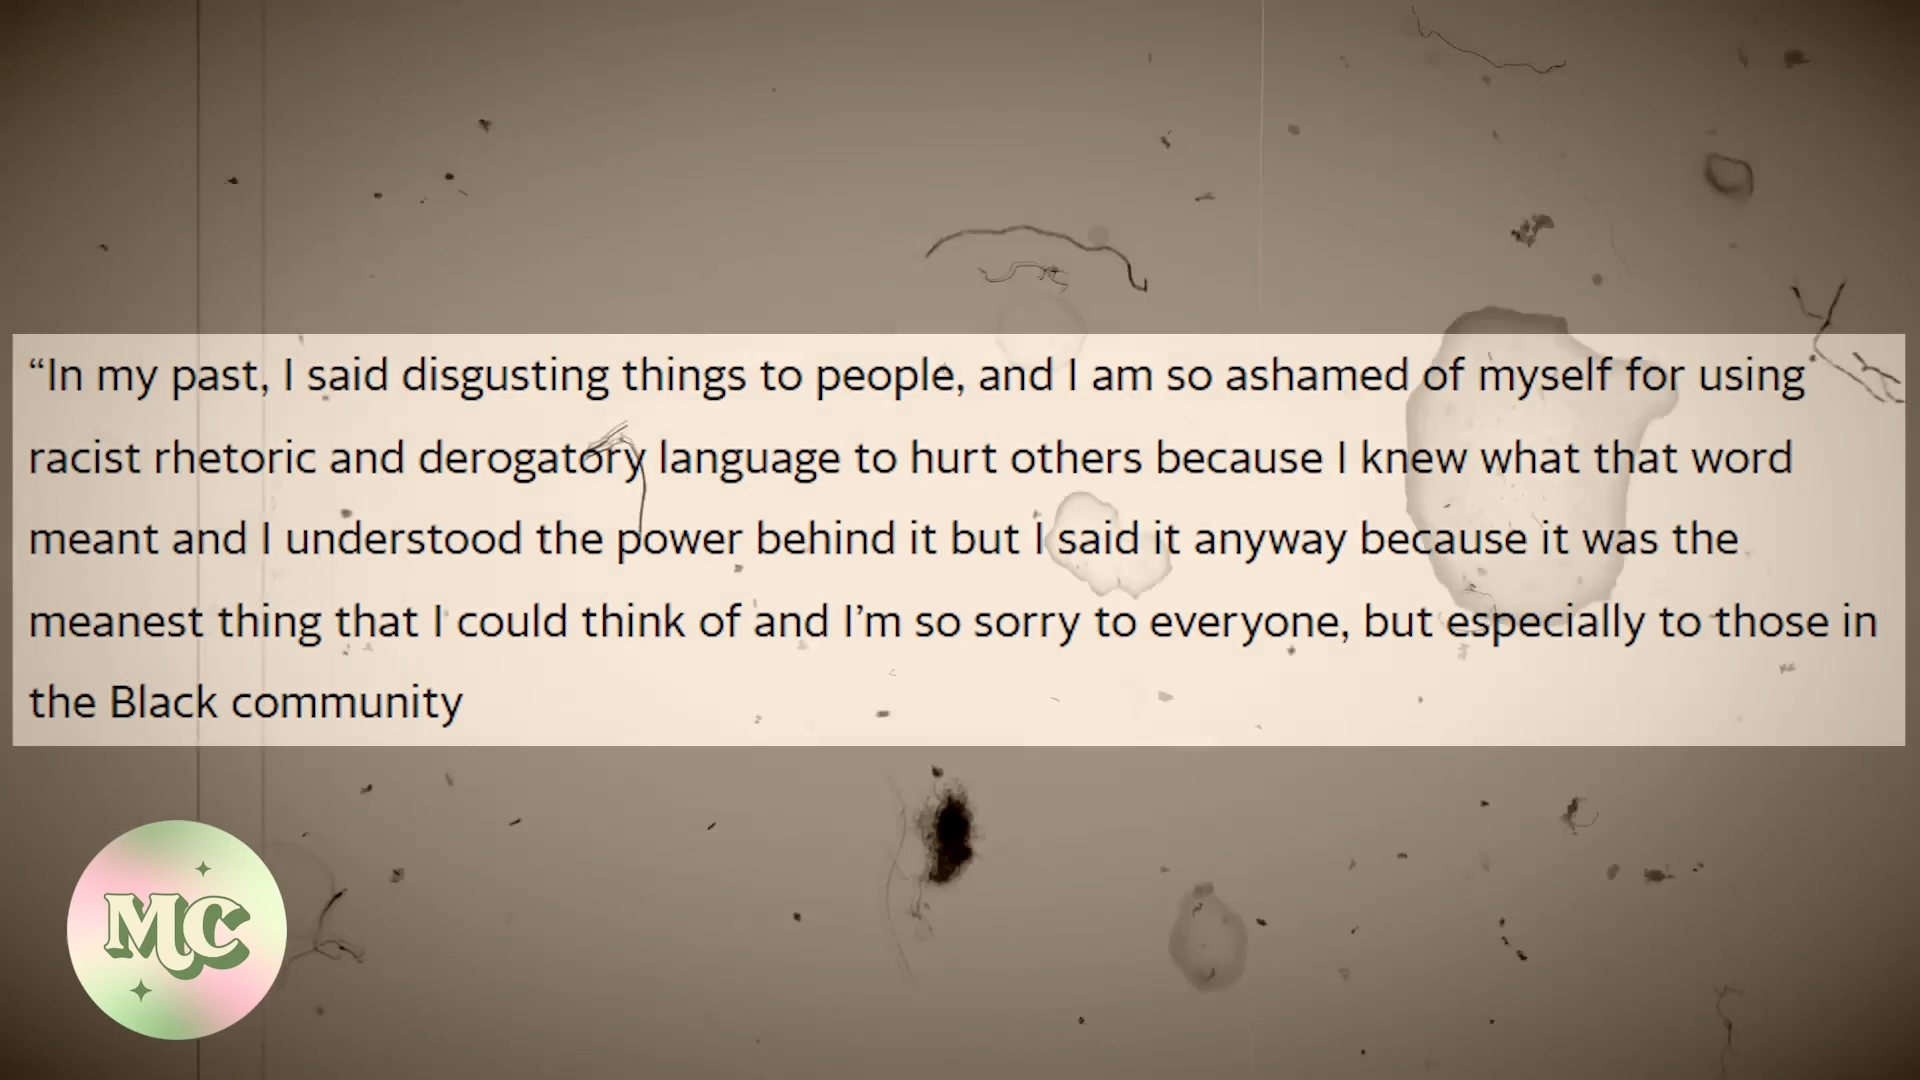 “In my past, I said disgusting things to people, and I am so ashamed of myself for using
racist rhetoric and derogatory language to hurt others because I knew what that word
meant and I understood the power behind it but I said it anyway because it was the
meanest thing that I could think of and I’m so sorry to everyone, but especially to those in
the Black community
MC